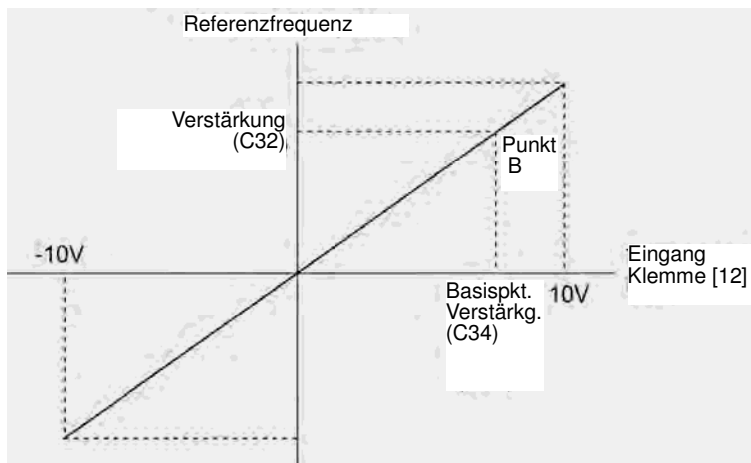 Referenzfrequenz
Verstärkung
(C32)
Punkt
B
-10V
Eingang
Klemme [12]
Basispkt.
Verstärkg.
(C34)
10V